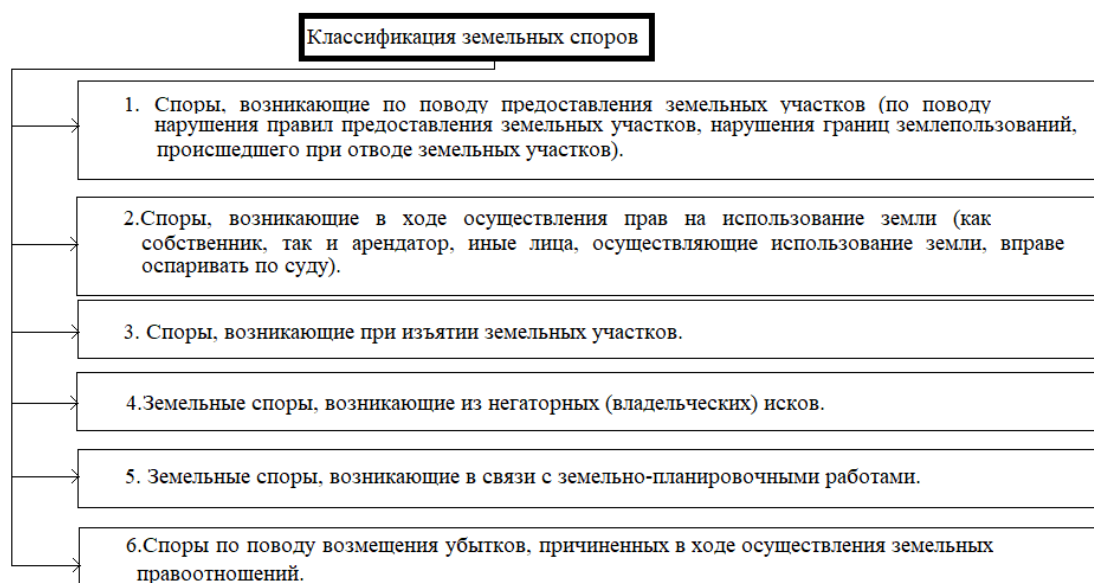 Классификация земельных споров
1. Споры, возникающие по поводу предоставления земельных участков (по поводу
нарушения правил предоставления земельных участков, нарушения границ землепользований,
происшедшего при отводе земельных участков).
2.Споры, возникающие в ходе осуществления прав на использование земли (как
собственник, так и арендатор, иные лица, осуществляющие использование земли, вправе
оспаривать по суду).
3. Споры, возникающие при изъятии земельных участков.
4.Земельные споры, возникающие из негаторных (владельческих) исков.
5. Земельные споры, возникающие в связи с земельно-планировочными работами.
6.Споры по поводу возмещения убытков, причиненных в ходе осуществления земельных
правоотношений.